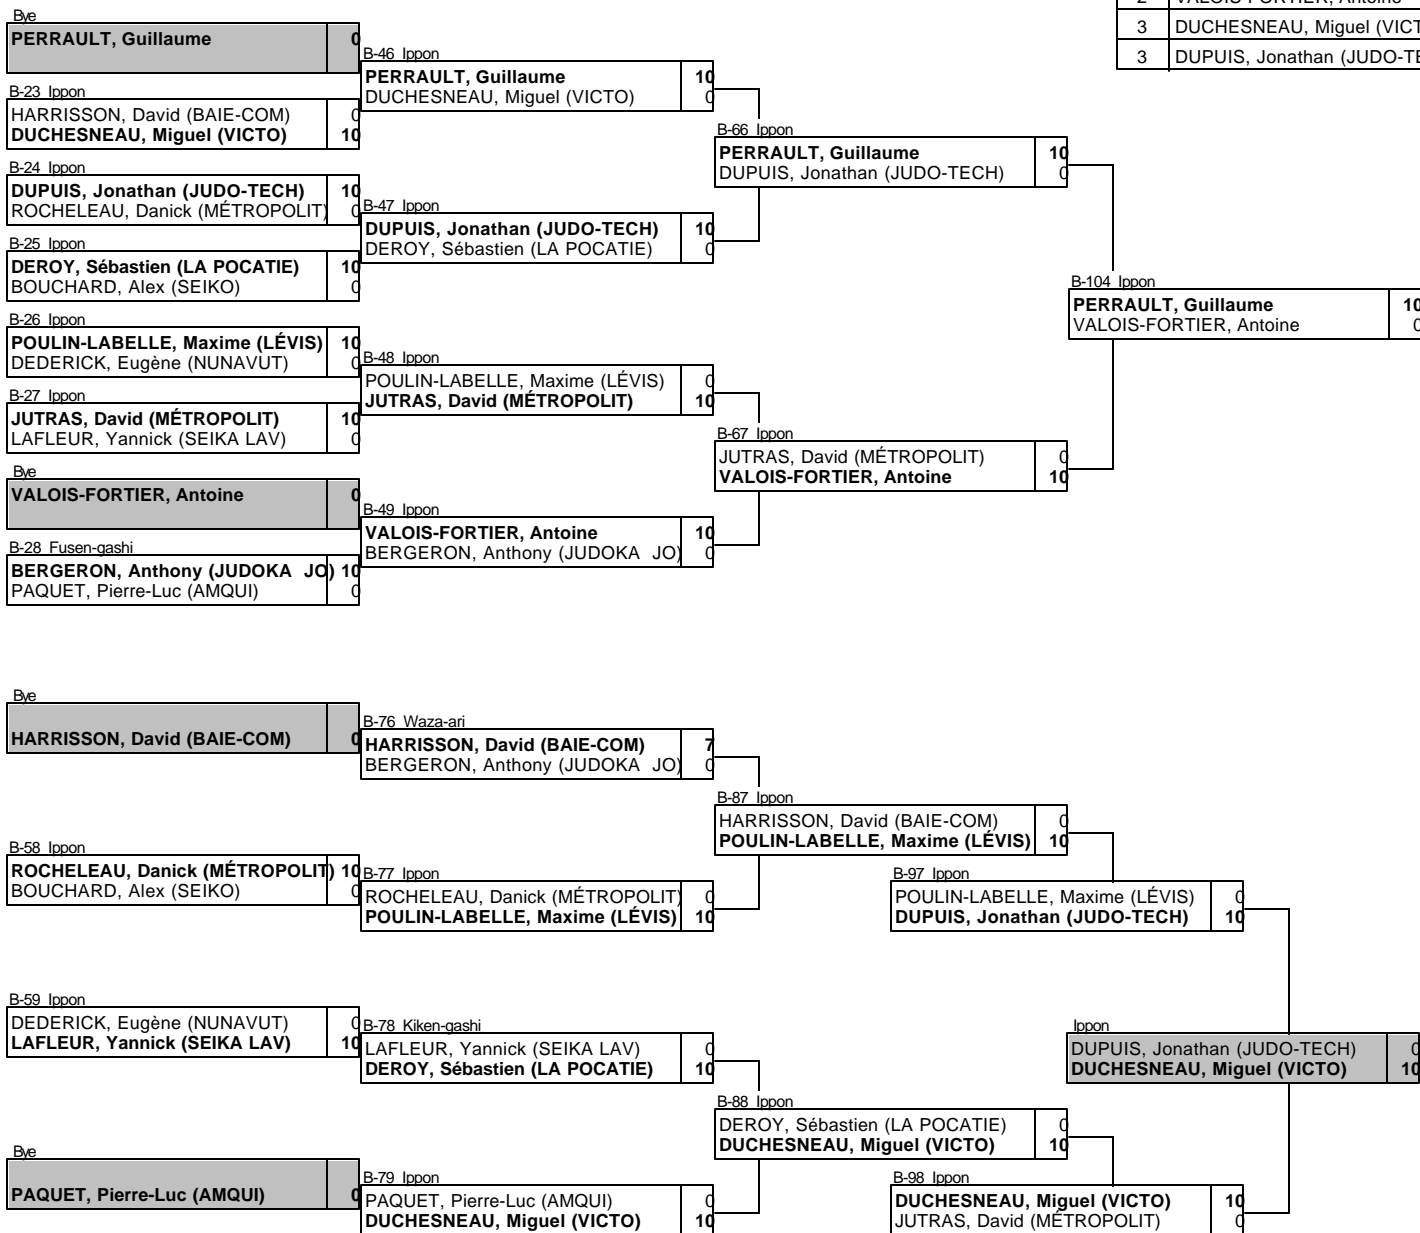 2 VALOIS-FORTIER, Antoine
3 DUCHESNEAU, Miguel (VICT
3 DUPUIS, Jonathan (JUDO-TE
Bye
PERRAULT, Guillaume 0
B-23 Ippon
HARRISSON, David (BAIE-COM) 0
DUCHESNEAU, Miguel (VICTO) 10
B-24 Ippon
DUPUIS, Jonathan (JUDO-TECH) 10
ROCHELEAU, Danick (MÉTROPOLIT) 0
B-25 Ippon
DEROY, Sébastien (LA POCATIE) 10
BOUCHARD, Alex (SEIKO) 0
B-26 Ippon
POULIN-LABELLE, Maxime (LÉVIS) 10
DEDERICK, Eugène (NUNAVUT) 0
B-27 Ippon
JUTRAS, David (MÉTROPOLIT) 10
LAFLEUR, Yannick (SEIKA LAV) 0
Bye
VALOIS-FORTIER, Antoine 0
B-28 Fusen-gashi
BERGERON, Anthony (JUDOKA JO) 10
PAQUET, Pierre-Luc (AMQUI) 0
B-46 Ippon
PERRAULT, Guillaume 10
DUCHESNEAU, Miguel (VICTO) 0
B-47 Ippon
DUPUIS, Jonathan (JUDO-TECH) 10
DEROY, Sébastien (LA POCATIE) 0
B-48 Ippon
POULIN-LABELLE, Maxime (LÉVIS) 0
JUTRAS, David (MÉTROPOLIT) 10
B-49 Ippon
VALOIS-FORTIER, Antoine 10
BERGERON, Anthony (JUDOKA JO) 0
B-66 Ippon
PERRAULT, Guillaume 10
DUPUIS, Jonathan (JUDO-TECH) 0
B-67 Ippon
JUTRAS, David (MÉTROPOLIT) 0
VALOIS-FORTIER, Antoine 10
B-104 Ippon
PERRAULT, Guillaume 10
VALOIS-FORTIER, Antoine 0
Bye
HARRISSON, David (BAIE-COM) 0
B-58 Ippon
ROCHELEAU, Danick (MÉTROPOLIT) 10
BOUCHARD, Alex (SEIKO) 0
B-59 Ippon
DEDERICK, Eugène (NUNAVUT) 0
LAFLEUR, Yannick (SEIKA LAV) 10
Bye
PAQUET, Pierre-Luc (AMQUI) 0
B-76 Waza-ari
HARRISSON, David (BAIE-COM) 7
BERGERON, Anthony (JUDOKA JO) 0
B-77 Ippon
ROCHELEAU, Danick (MÉTROPOLIT) 0
POULIN-LABELLE, Maxime (LÉVIS) 10
B-78 Kiken-gashi
LAFLEUR, Yannick (SEIKA LAV) 0
DEROY, Sébastien (LA POCATIE) 10
B-79 Ippon
PAQUET, Pierre-Luc (AMQUI) 0
DUCHESNEAU, Miguel (VICTO) 10
B-87 Ippon
HARRISSON, David (BAIE-COM) 0
POULIN-LABELLE, Maxime (LÉVIS) 10
B-88 Ippon
DEROY, Sébastien (LA POCATIE) 0
DUCHESNEAU, Miguel (VICTO) 10
B-97 Ippon
POULIN-LABELLE, Maxime (LÉVIS) 0
DUPUIS, Jonathan (JUDO-TECH) 10
B-98 Ippon
DUCHESNEAU, Miguel (VICTO) 10
JUTRAS, David (MÉTROPOLIT) 0
Ippon
DUPUIS, Jonathan (JUDO-TECH) 0
DUCHESNEAU, Miguel (VICTO) 10